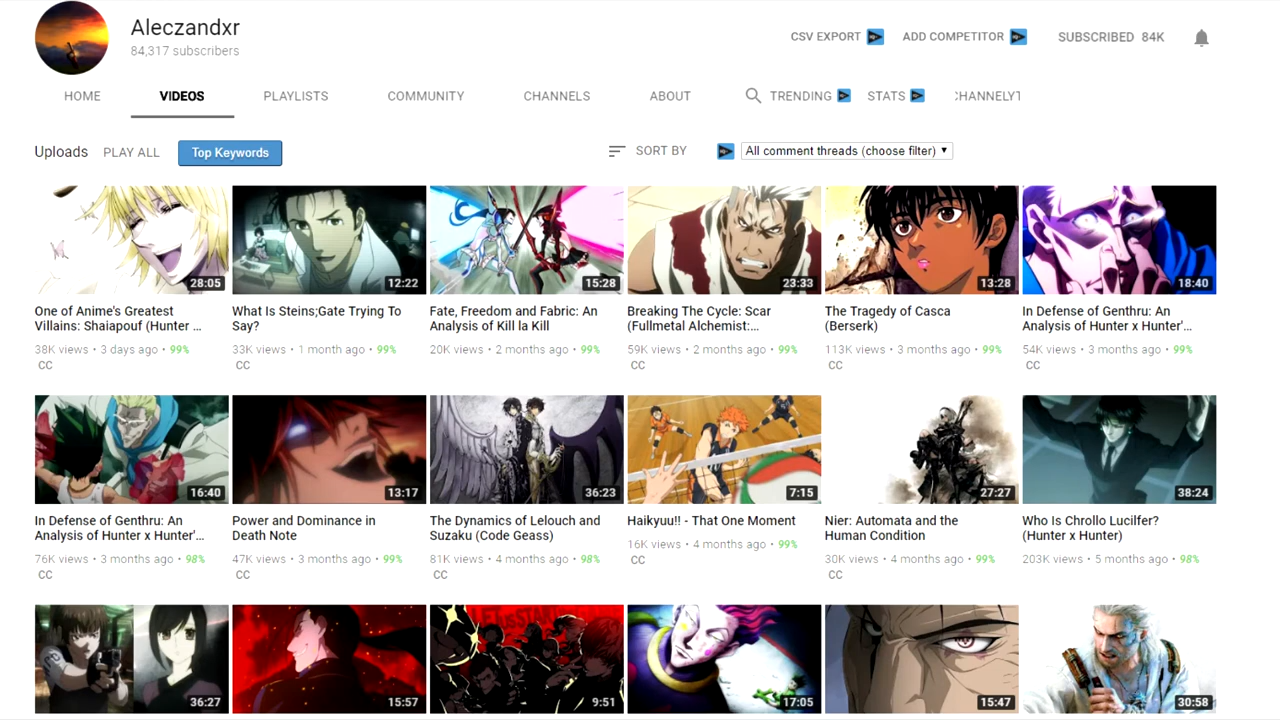 Aleczandxr
84,317 subscribers
CSV EXPORT
ADD COMPETITOR
SUBSCRIBED 84K
HOME
VIDEOS
PLAYLISTS
COMMUNITY
CHANNELS
ABOUT
TRENDING
STATS
CHANNELYT
Uploads
PLAY ALL
Top Keywords
SORT BY
All comment threads (choose filter)
28:05
12:22
15:28
23:33
13:28
18:40
One of Anime's Greatest
Villains: Shaiapouf (Hunter ...
38K views • 3 days ago • 99%
CC
What Is Steins;Gate Trying To
Say?
33K views • 1 month ago • 99%
CC
Fate, Freedom and Fabric: An
Analysis of Kill la Kill
20K views • 2 months ago • 99%
Breaking The Cycle: Scar
(Fullmetal Alchemist:...
59K views • 2 months ago • 99%
CC
The Tragedy of Casca
(Berserk)
113K views • 3 months ago • 99%
CC
In Defense of Genthru: An
Analysis of Hunter x Hunter'...
54K views • 3 months ago • 99%
CC
16:40
13:17
36:23
7:15
27:27
38:24
In Defense of Genthru: An
Analysis of Hunter x Hunter'...
76K views • 3 months ago • 98%
CC
Power and Dominance in
Death Note
47K views • 3 months ago • 99%
CC
The Dynamics of Lelouch and
Suzaku (Code Geass)
81K views • 4 months ago • 98%
CC
Haikyuu!! - That One Moment
16K views • 4 months ago • 99%
CC
Nier: Automata and the
Human Condition
30K views • 4 months ago • 99%
CC
Who Is Chrollo Lucilfer?
(Hunter x Hunter)
203K views • 5 months ago • 98%
36:27
15:57
9:51
17:05
15:47
30:58